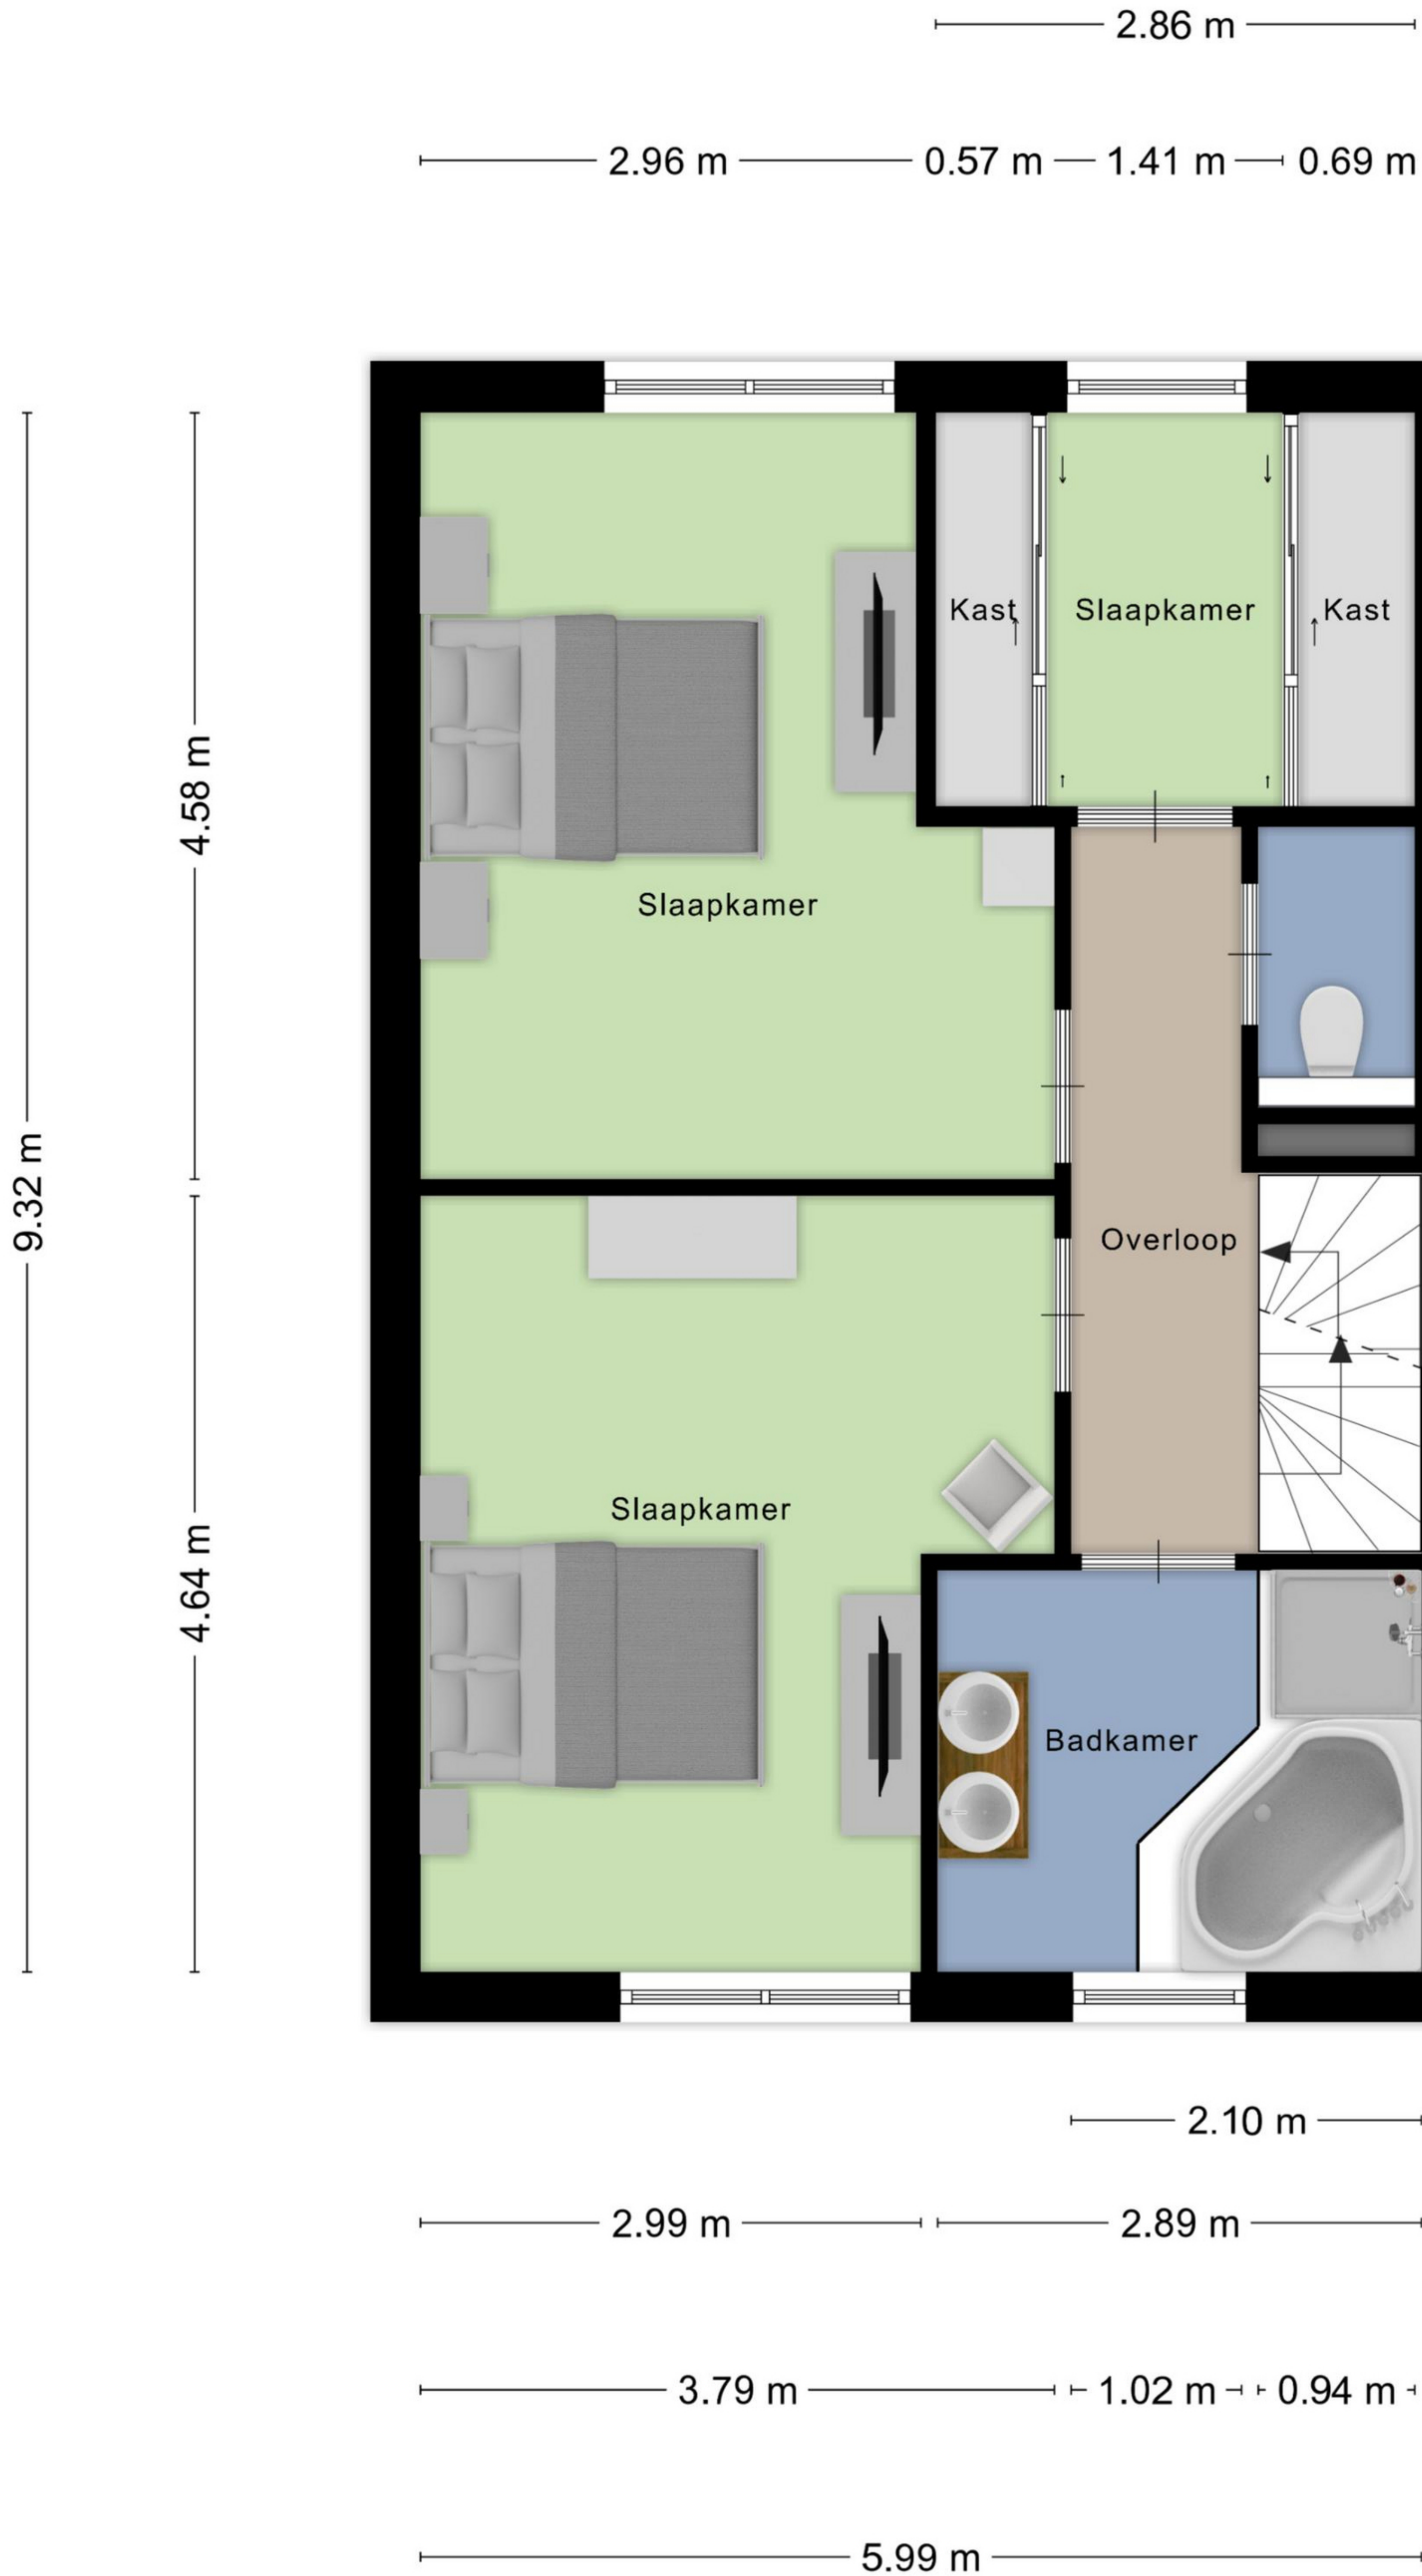 2.86 m
2.96 m 0.57 m 1.41 m 0.69 m
Kast Slaapkamer Kast
4.58 m
Slaapkamer
9.32 m
Overloop
Slaapkamer
4.64 m
Badkamer
2.10 m
2.99 m 2.89 m
3.79 m 1.02 m 0.94 m
5.99 m